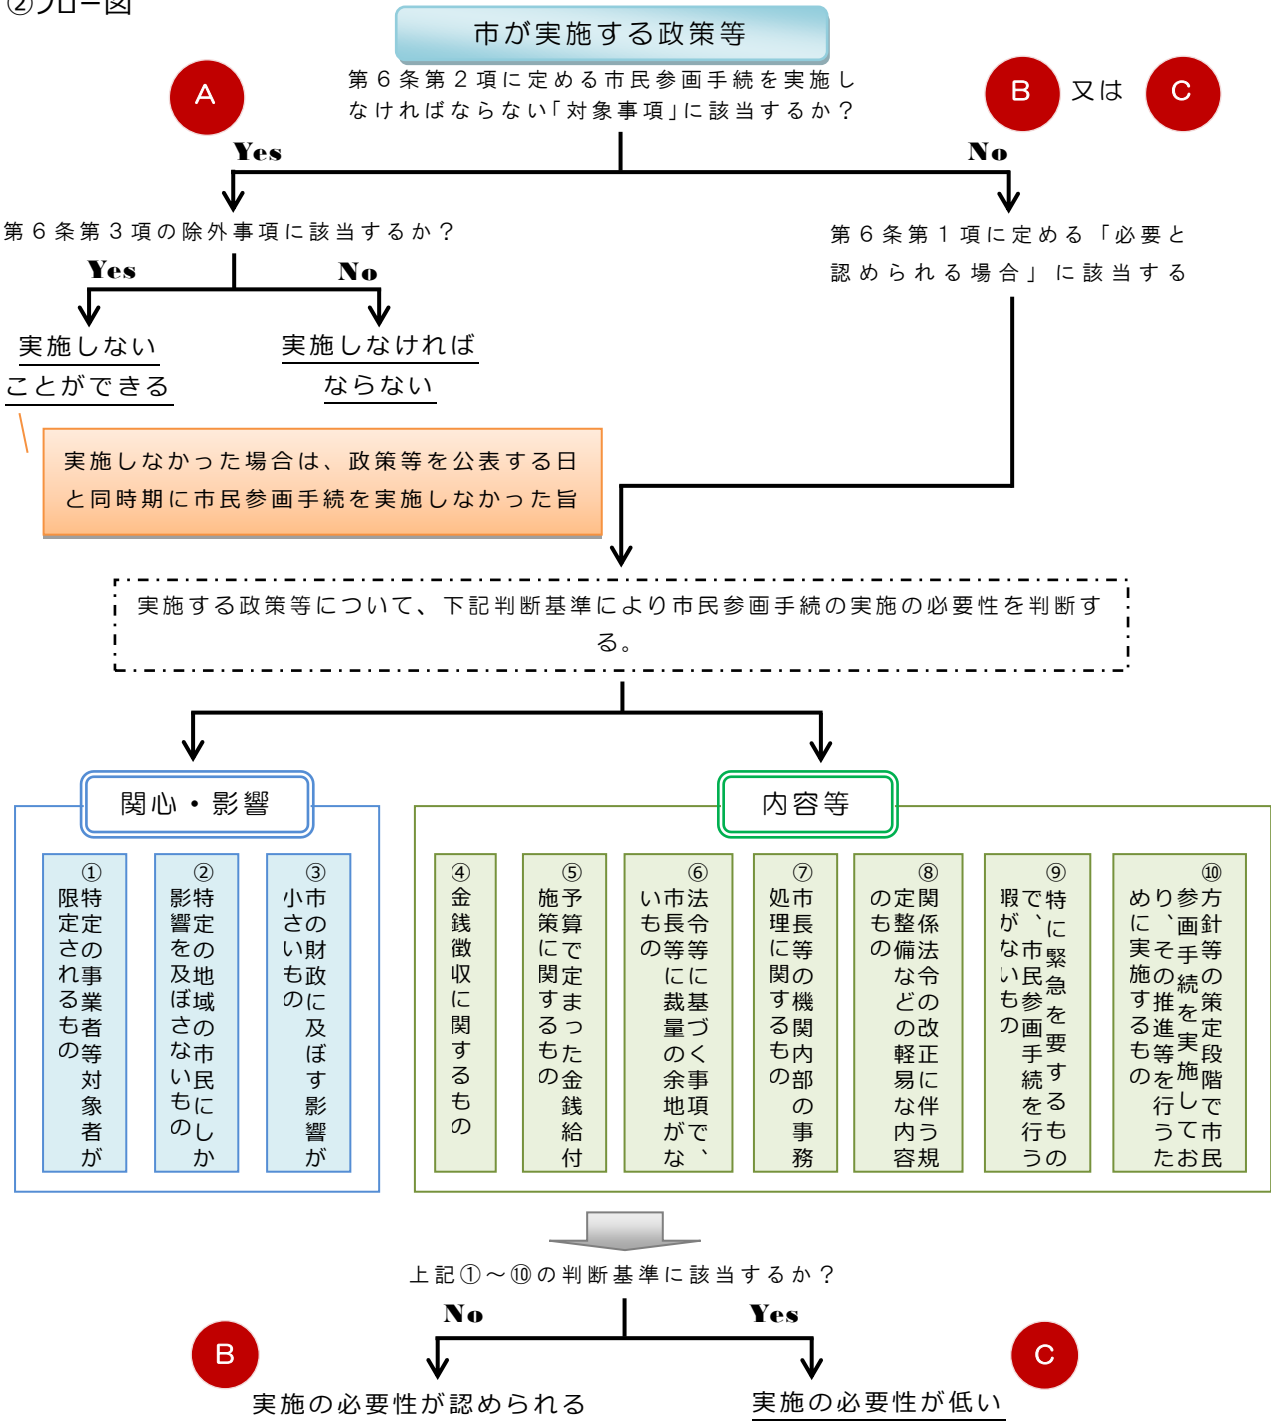 ②フロー図
市が実施する政策等
A
第６条第２項に定める市民参画手続を実施し
なければならない「対象事項」に該当するか？
B 又は C
Yes
No
第６条第３項の除外事項に該当するか？
Yes
No
第６条第１項に定める「必要と
認められる場合」に該当する
実施しない
ことができる
実施しなければ
ならない
実施しなかった場合は、政策等を公表する日
と同時期に市民参画手続を実施しなかった旨
実施する政策等について、下記判断基準により市民参画手続の実施の必要性を判断す
る。
関心・影響
①特定の事業者等対象者が
限定されるもの
②特定の地域の市民にしか
影響を及ぼさないもの
③市の財政に及ぼす影響が
小さいもの
内容等
④金銭徴収に関するもの
⑤予算で定まった金銭給付
施策に関するもの
⑥法令等に基づく事項で、
市長等に裁量の余地がな
いもの
⑦市長等の機関内部の事務
処理に関するもの
⑧関係法令の改正に伴う規
定整備などの軽易な内容
のもの
⑨特に緊急を要するもの
で、市民参画手続を行う
暇がないもの
⑩方針等の策定段階で市民
参画手続を実施してお
り、その推進等を行うた
めに実施するもの
上記①～⑩の判断基準に該当するか？
No
Yes
B
C
実施の必要性が認められる
実施の必要性が低い